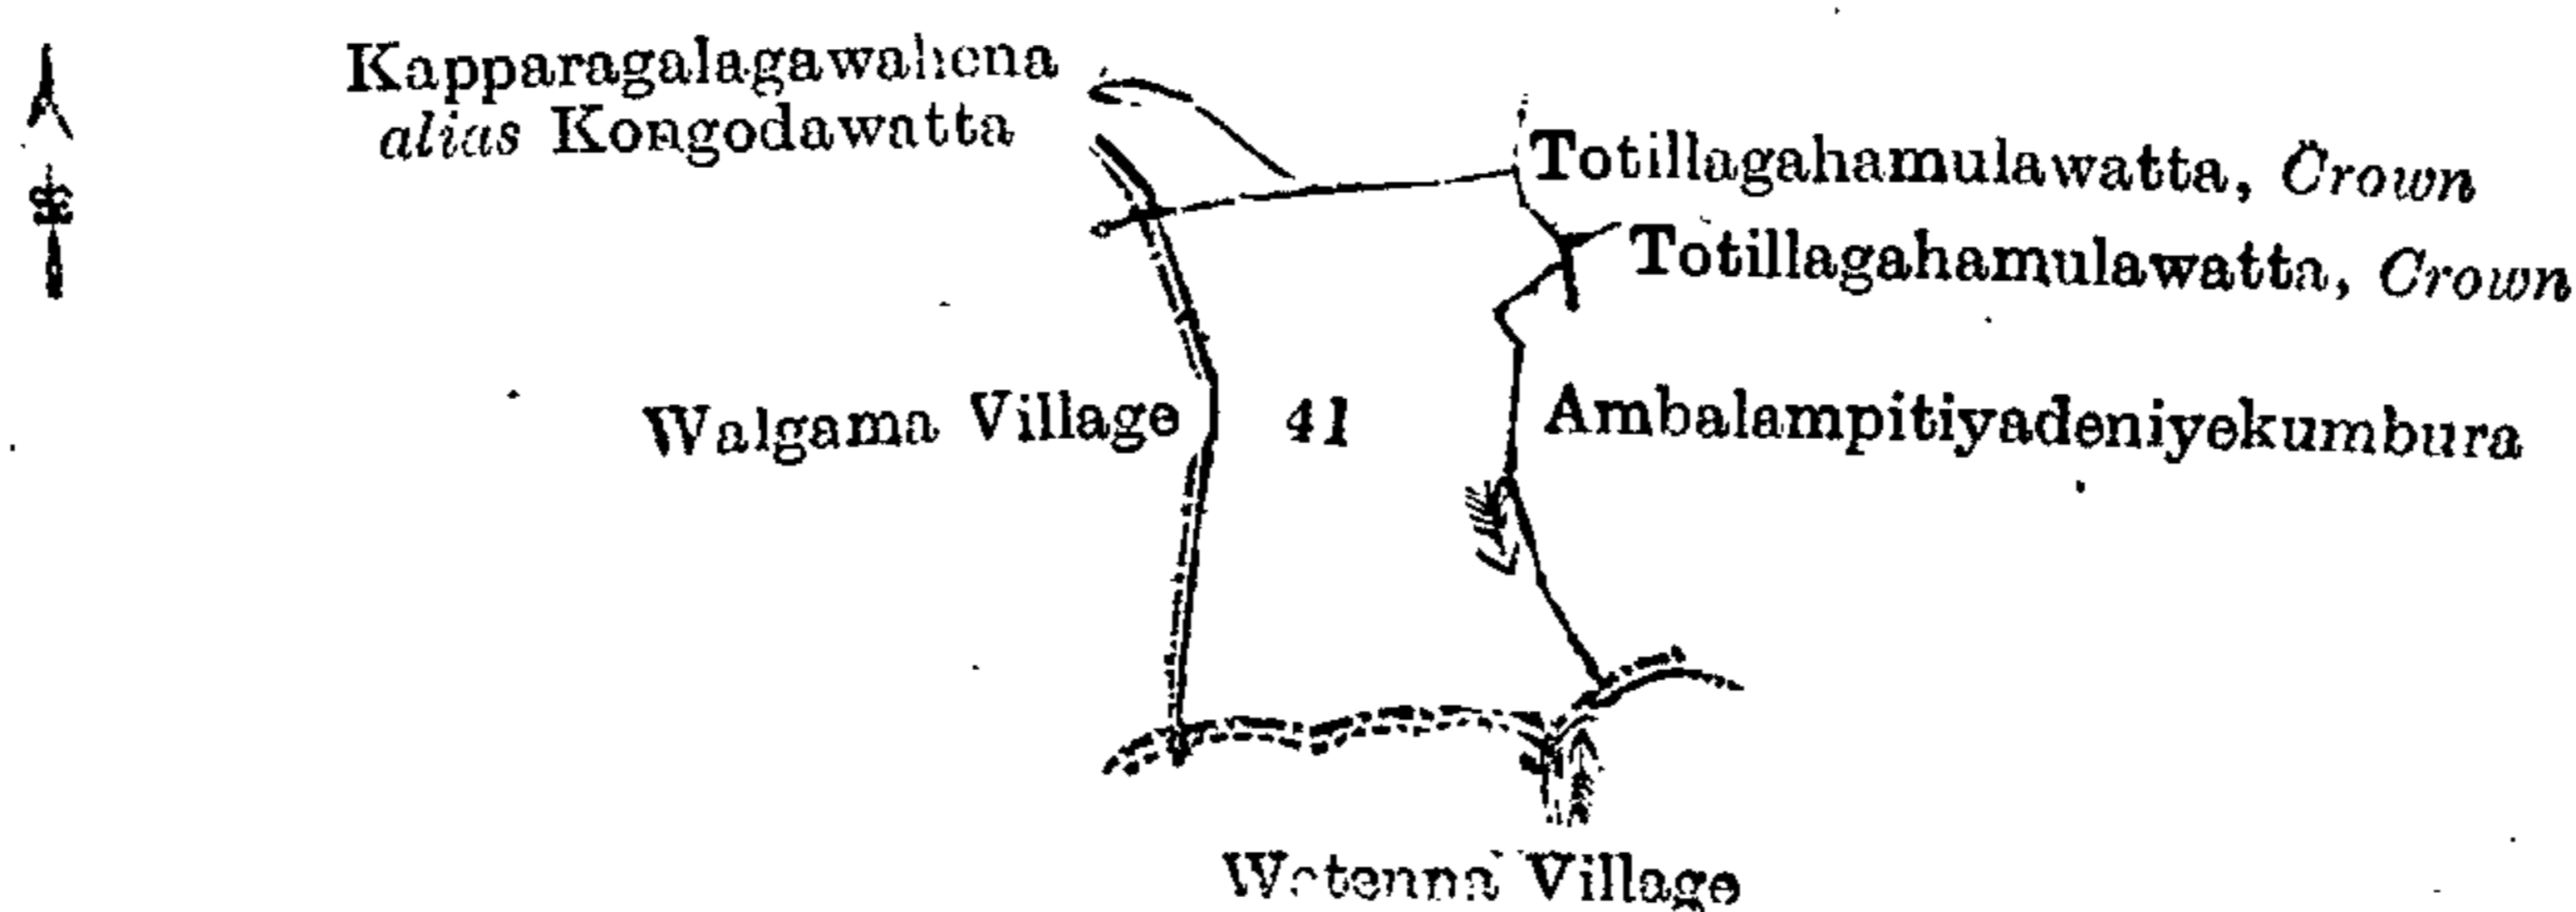 Kapparagalagawahena
alias Kongodawatta
Totillagahamulawatta, Crown
Totillagahamulawatta, Crown
Walgama Village
41
Ambalampitiyadeniyekumbura
Village